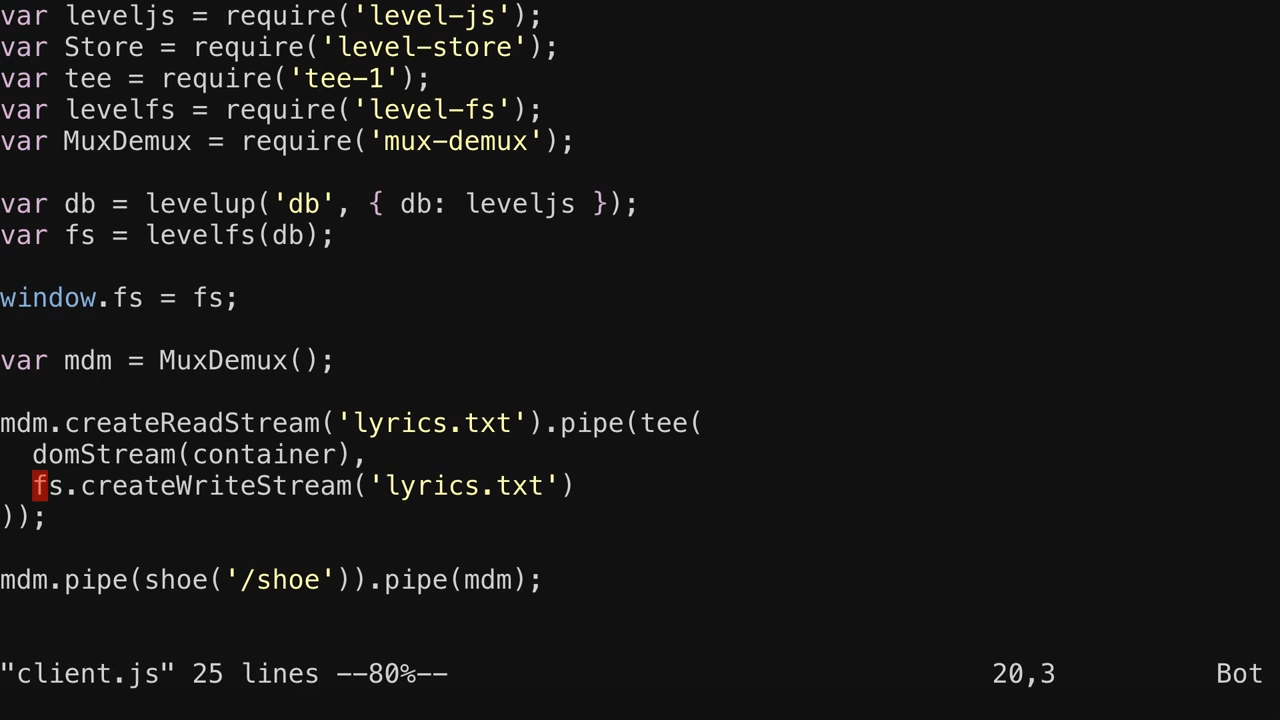 var leveljs = require('level-js');
var Store = require('level-store');
var tee = require('tee-1');
var levelfs = require('level-fs');
var MuxDemux = require('mux-demux');
var db = levelup('db', { db: leveljs });
var fs = levelfs(db);
window.fs = fs;
var mdm = MuxDemux();
mdm.createReadStream('lyrics.txt').pipe(tee(
  domStream(container),
  fs.createWriteStream('lyrics.txt')
));
mdm.pipe(shoe('/shoe')).pipe(mdm);
"client.js" 25 lines --80%-- 20,3 Bot